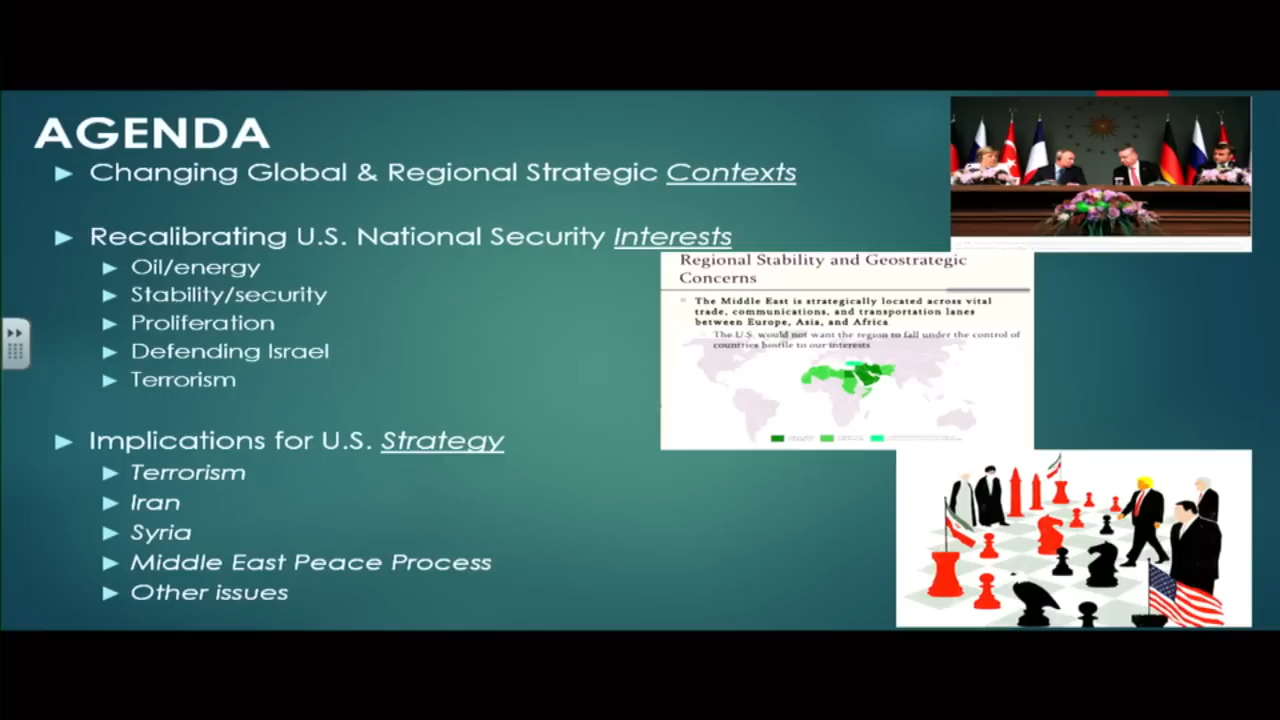 AGENDA
Changing Global & Regional Strategic Contexts
Recalibrating U.S. National Security Interests
Oil/energy
Stability/security
Proliferation
Defending Israel
Terrorism
Implications for U.S. Strategy
Terrorism
Iran
Syria
Middle East Peace Process
Other issues
Regional Stability and Geostrategic
Concerns
The Middle East is strategically located across vital
trade, communications, and transportation lanes
between Europe, Asia, and Africa
The U.S. would not want the region to fall under the control of
countries hostile to our interests